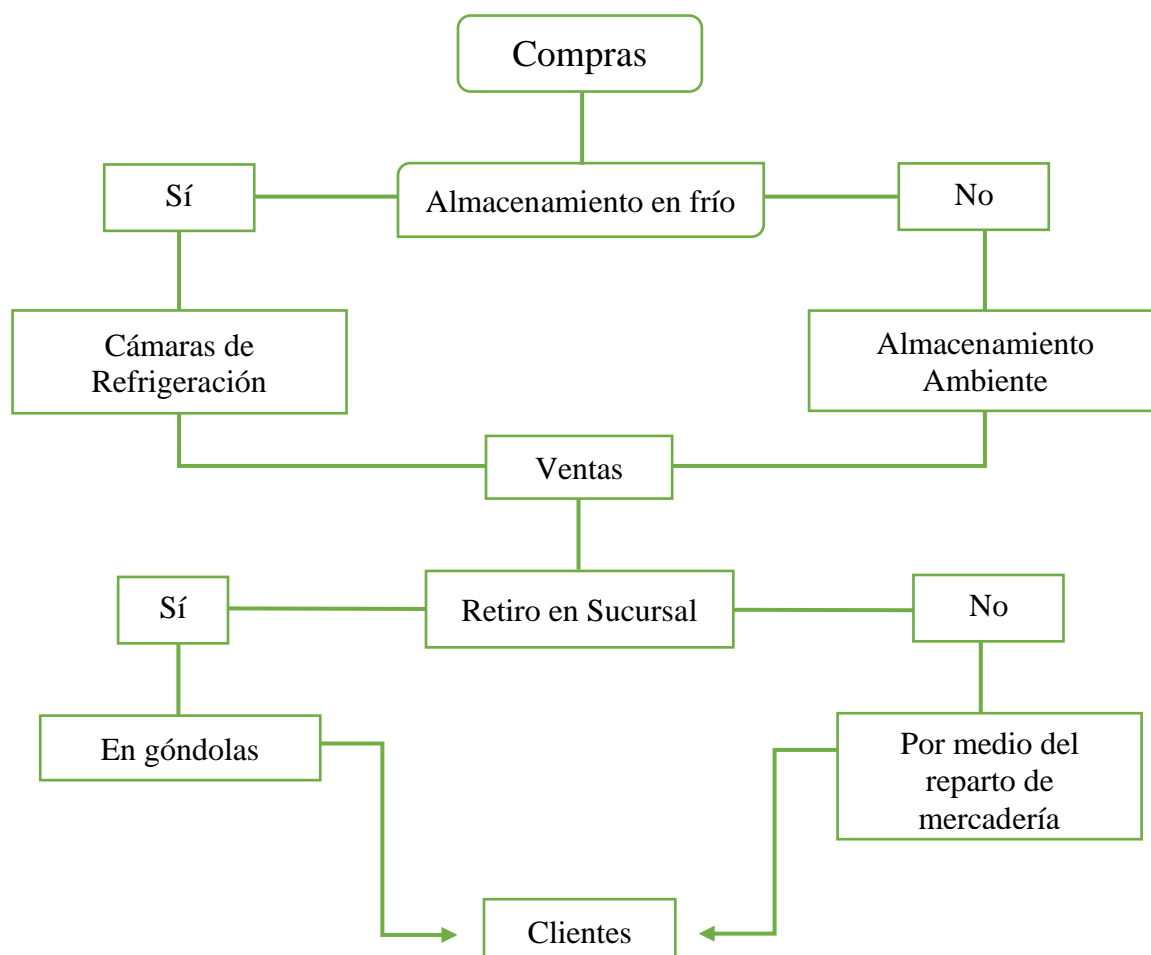 Compras
Sí
Almacenamiento en frío
No
Cámaras de
Refrigeración
Almacenamiento
Ambiente
Ventas
Sí
Retiro en Sucursal
No
En góndolas
Por medio del
reparto de
mercadería
Clientes